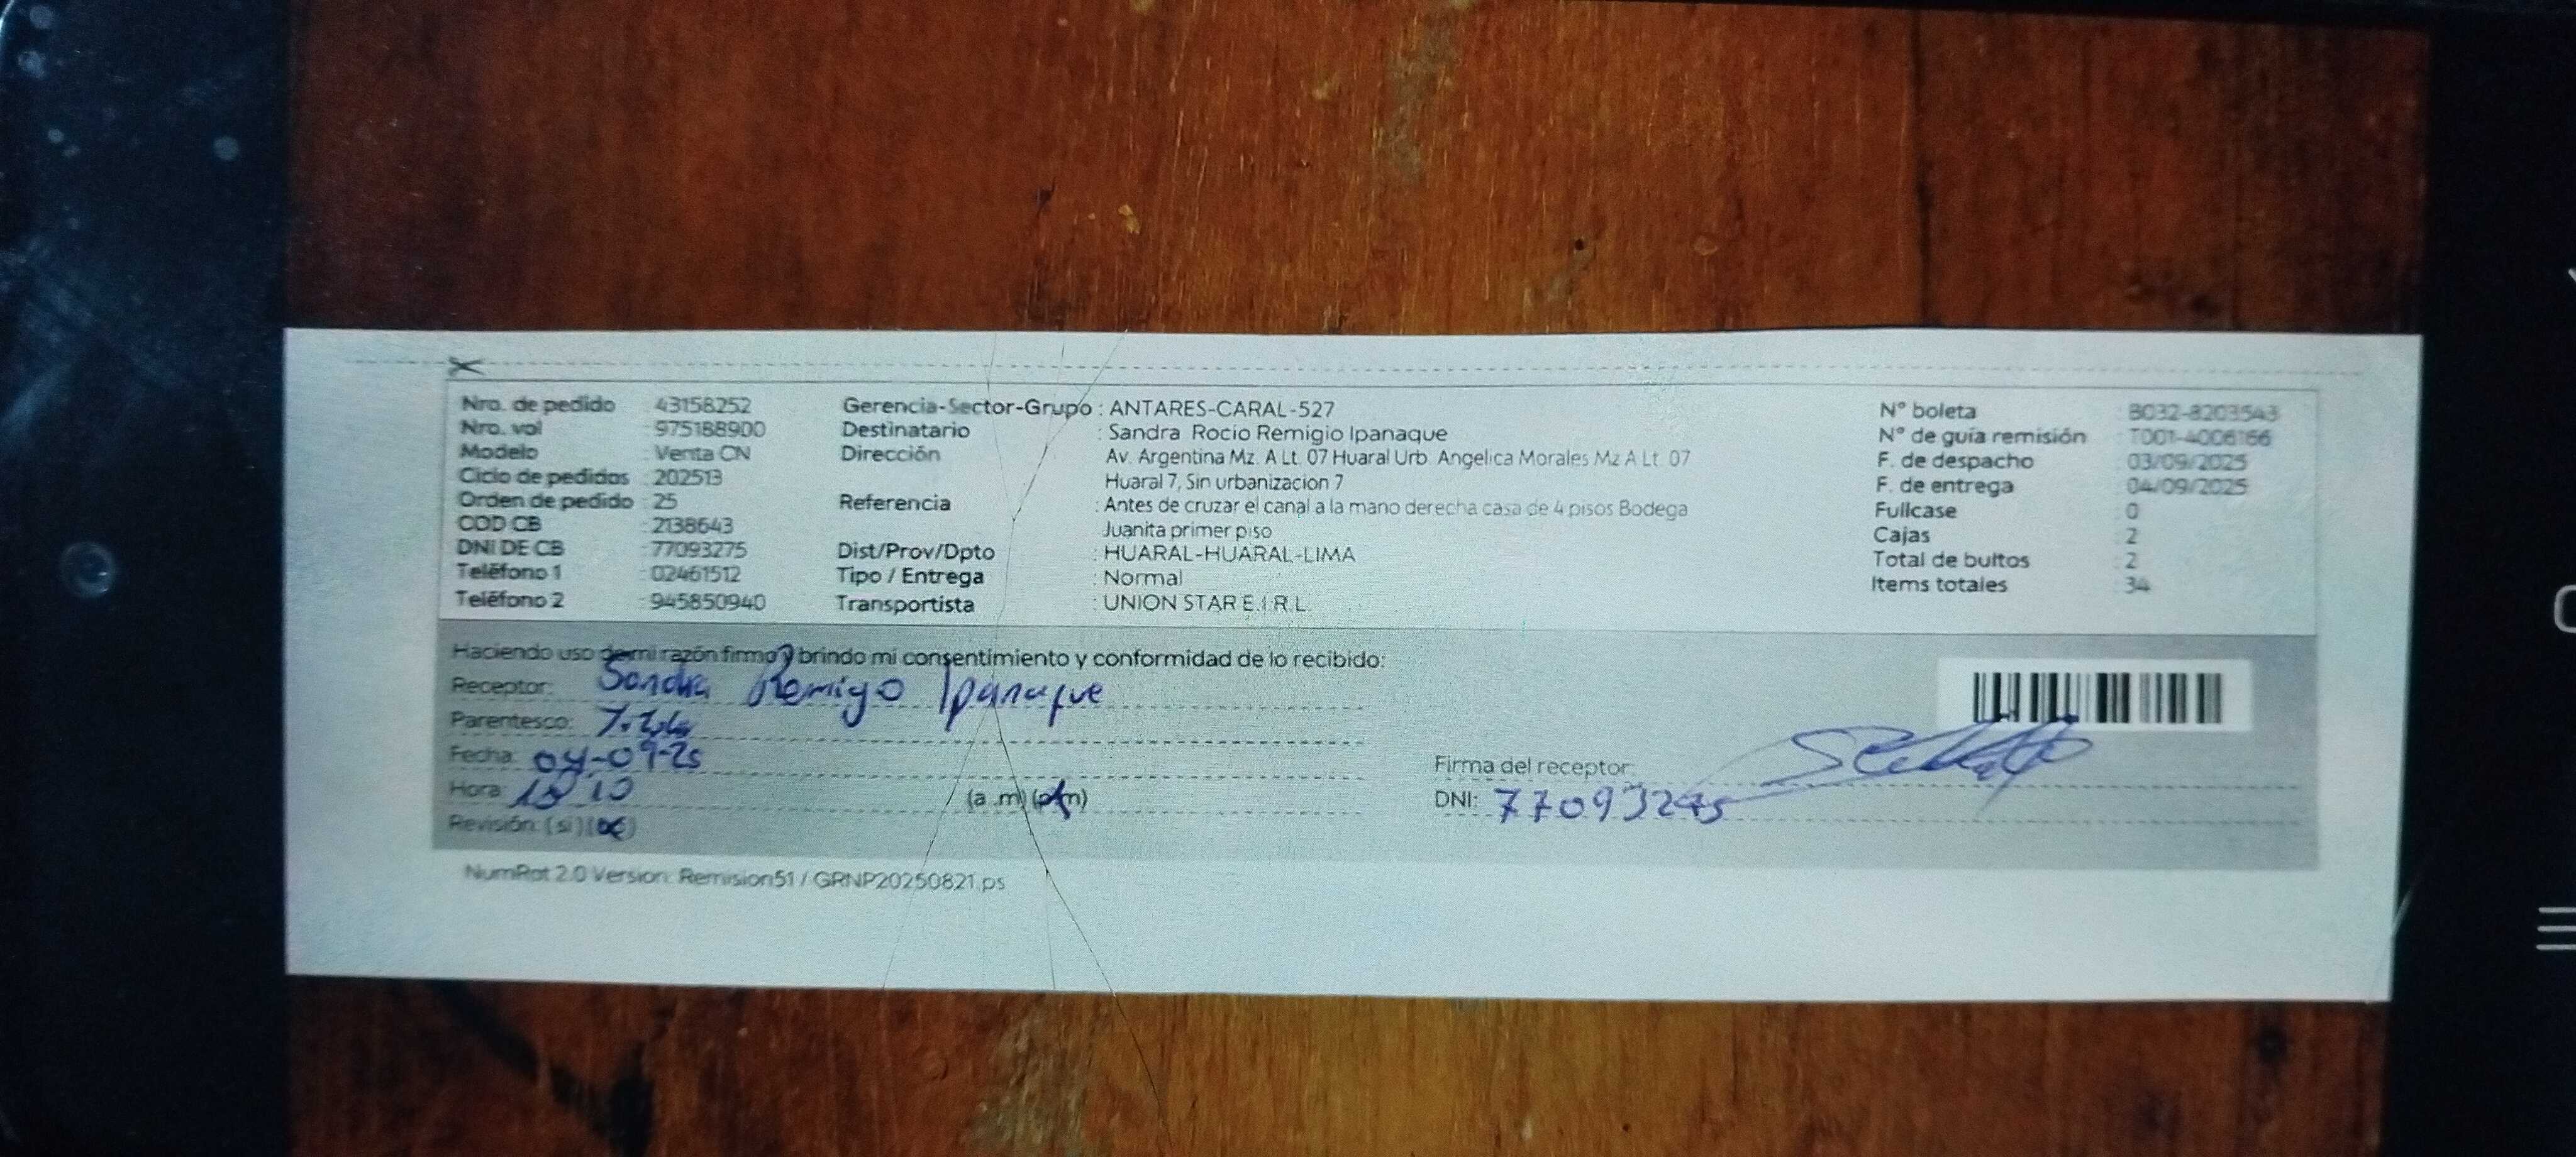 Nro. de pedido : 43158252 Gerencia-Sector-Grupo : ANTARES-CARAL-527 N° boleta : B032-8203543
Nro. vol : 975188900 Destinatario : Sandra Rocio Remigio Ipanaque N° de guía remisión : T001-4006166
Modelo : Venta CN Dirección Av. Argentina Mz. A Lt. 07 Huaral Urb. Angelica Morales Mz A Lt. 07 F. de despacho : 03/09/2025
Ciclo de pedidos : 202513 Huaral 7, Sin urbanizacion 7 F. de entrega : 04/09/2025
Orden de pedido : 25 Referencia : Antes de cruzar el canal a la mano derecha casa de 4 pisos Bodega Fullcase : 0
COD CB : 2138643 Juanita primer piso Cajas : 2
DNI DE CB : 77093275 Dist/Prov/Dpto : HUARAL-HUARAL-LIMA Total de bultos : 2
Teléfono 1 : 02461512 Tipo / Entrega : Normal Items totales : 34
Teléfono 2 : 945850940 Transportista : UNION STAR E.I.R.L.
Haciendo uso de mi razón firmo y brindo mi consentimiento y conformidad de lo recibido:
Receptor: Sandra Remigo Ipanaque
Parentesco:
Fecha: 04-09-25
Hora: 10 (a.m) (p.m)
Revisión: (si)
Firma del receptor:
DNI: 77093275
NumRot 2.0 Version: Remision51 / GRNP20250821.ps